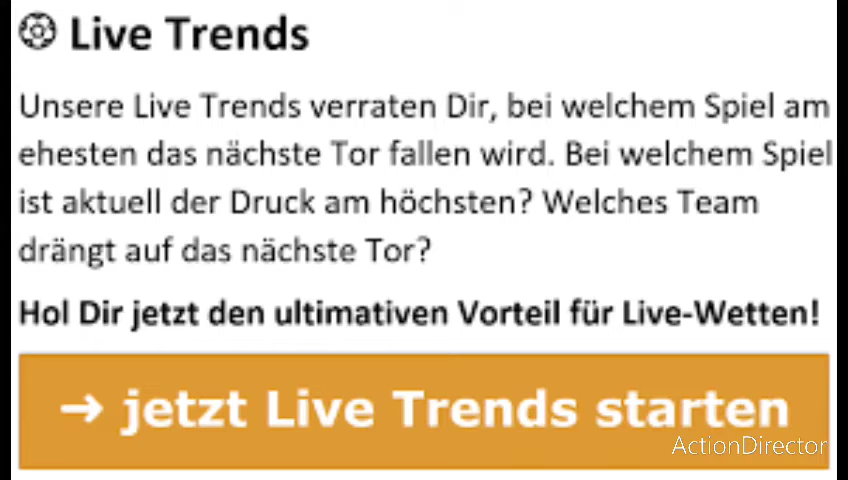 Live Trends
Unsere Live Trends verraten Dir, bei welchem Spiel am
ehesten das nächste Tor fallen wird. Bei welchem Spiel
ist aktuell der Druck am höchsten? Welches Team
drängt auf das nächste Tor?
Hol Dir jetzt den ultimativen Vorteil für Live-Wetten!
➜ jetzt Live Trends starten
ActionDirector